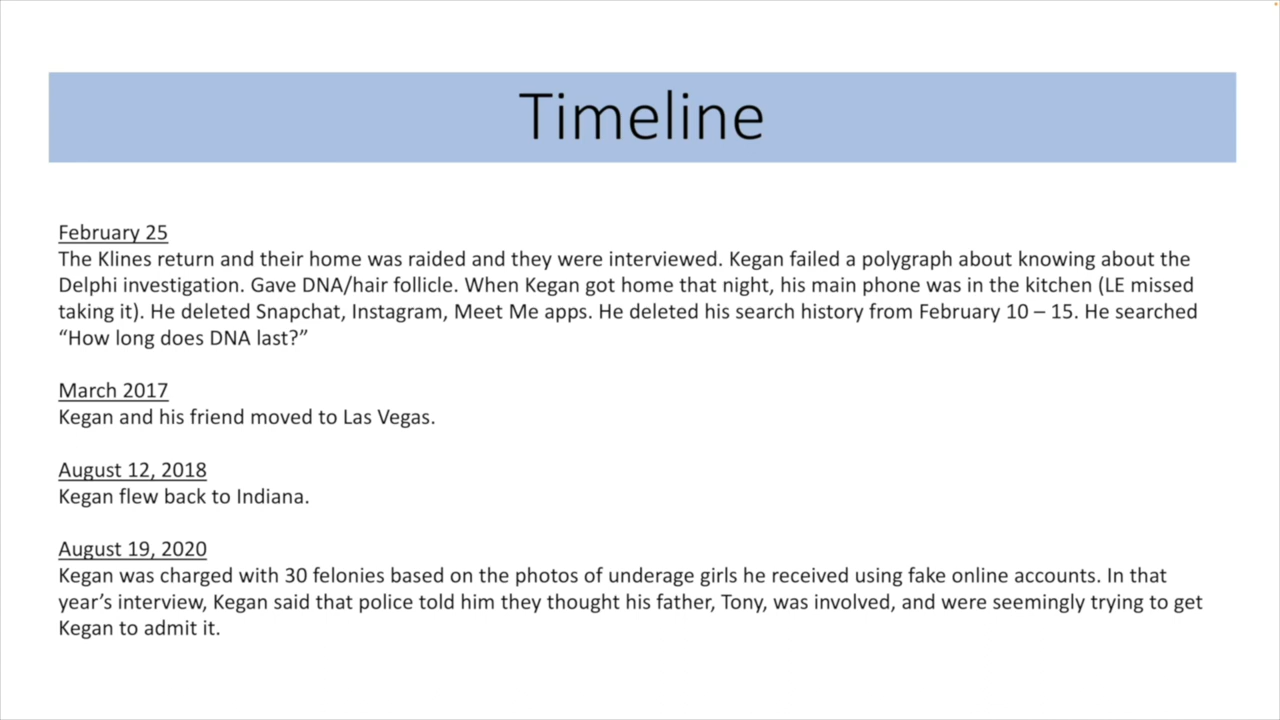 Timeline
February 25
The Klines return and their home was raided and they were interviewed. Kegan failed a polygraph about knowing about the
Delphi investigation. Gave DNA/hair follicle. When Kegan got home that night, his main phone was in the kitchen (LE missed
taking it). He deleted Snapchat, Instagram, Meet Me apps. He deleted his search history from February 10 – 15. He searched
“How long does DNA last?”
March 2017
Kegan and his friend moved to Las Vegas.
August 12, 2018
Kegan flew back to Indiana.
August 19, 2020
Kegan was charged with 30 felonies based on the photos of underage girls he received using fake online accounts. In that
year’s interview, Kegan said that police told him they thought his father, Tony, was involved, and were seemingly trying to get
Kegan to admit it.